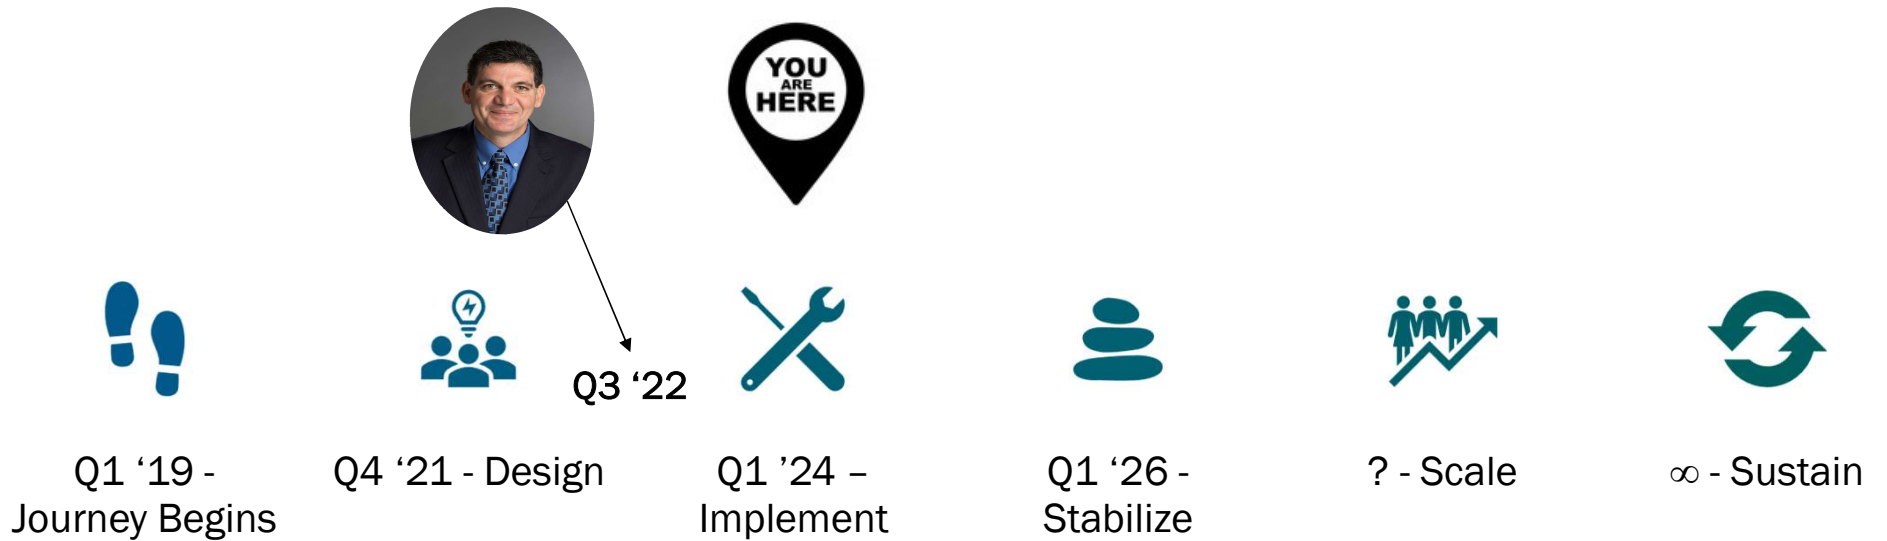 YOU
ARE
HERE
Q3 ‘22
Q1 ‘19 -
Journey Begins
Q4 ‘21 - Design
Q1 ’24 –
Implement
Q1 ‘26 -
Stabilize
? - Scale
∞ - Sustain